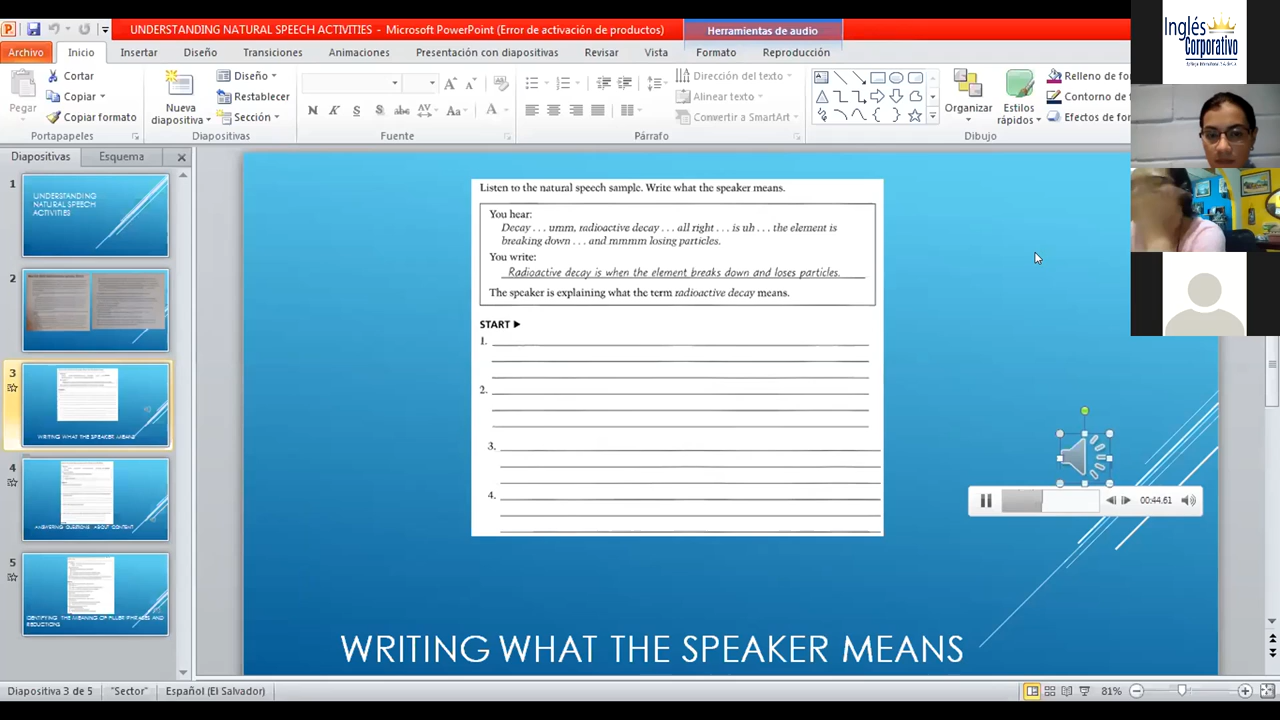 UNDERSTANDING NATURAL SPEECH ACTIVITIES - Microsoft PowerPoint (Error de activación de productos)
Herramientas de audio
Archivo Inicio Insertar Diseño Transiciones Animaciones Presentación con diapositivas Revisar Vista Formato Reproducción
Pegar
Cortar
Copiar
Copiar formato
Portapapeles
Nueva diapositiva
Diseño
Restablecer
Sección
Diapositivas
N K S abc AV Aa A
Fuente
Dirección del texto
Alinear texto
Convertir a SmartArt
Párrafo
Organizar
Estilos rápidos
Relleno de fo
Contorno de
Efectos de fo
Dibujo
Inglés
Corporativo
Diapositivas Esquema
1
UNDERSTANDING
NATURAL SPEECH
ACTIVITIES
2
3
WRITING WHAT THE SPEAKER MEANS
4
ANSWERING QUESTIONS ABOUT CONTENT
5
IDENTIFYING THE MEANING OF FILLER PHRASES AND
REDUCTIONS
Listen to the natural speech sample. Write what the speaker means.
You hear:
Decay . . . umm, radioactive decay . . . all right . . . is uh . . . the element is
breaking down . . . and mmmm losing particles.
You write:
Radioactive decay is when the element breaks down and loses particles.
The speaker is explaining what the term radioactive decay means.
START
1.
2.
3.
4.
00:44.61
WRITING WHAT THE SPEAKER MEANS
Diapositiva 3 de 5 "Sector" Español (El Salvador) 81%